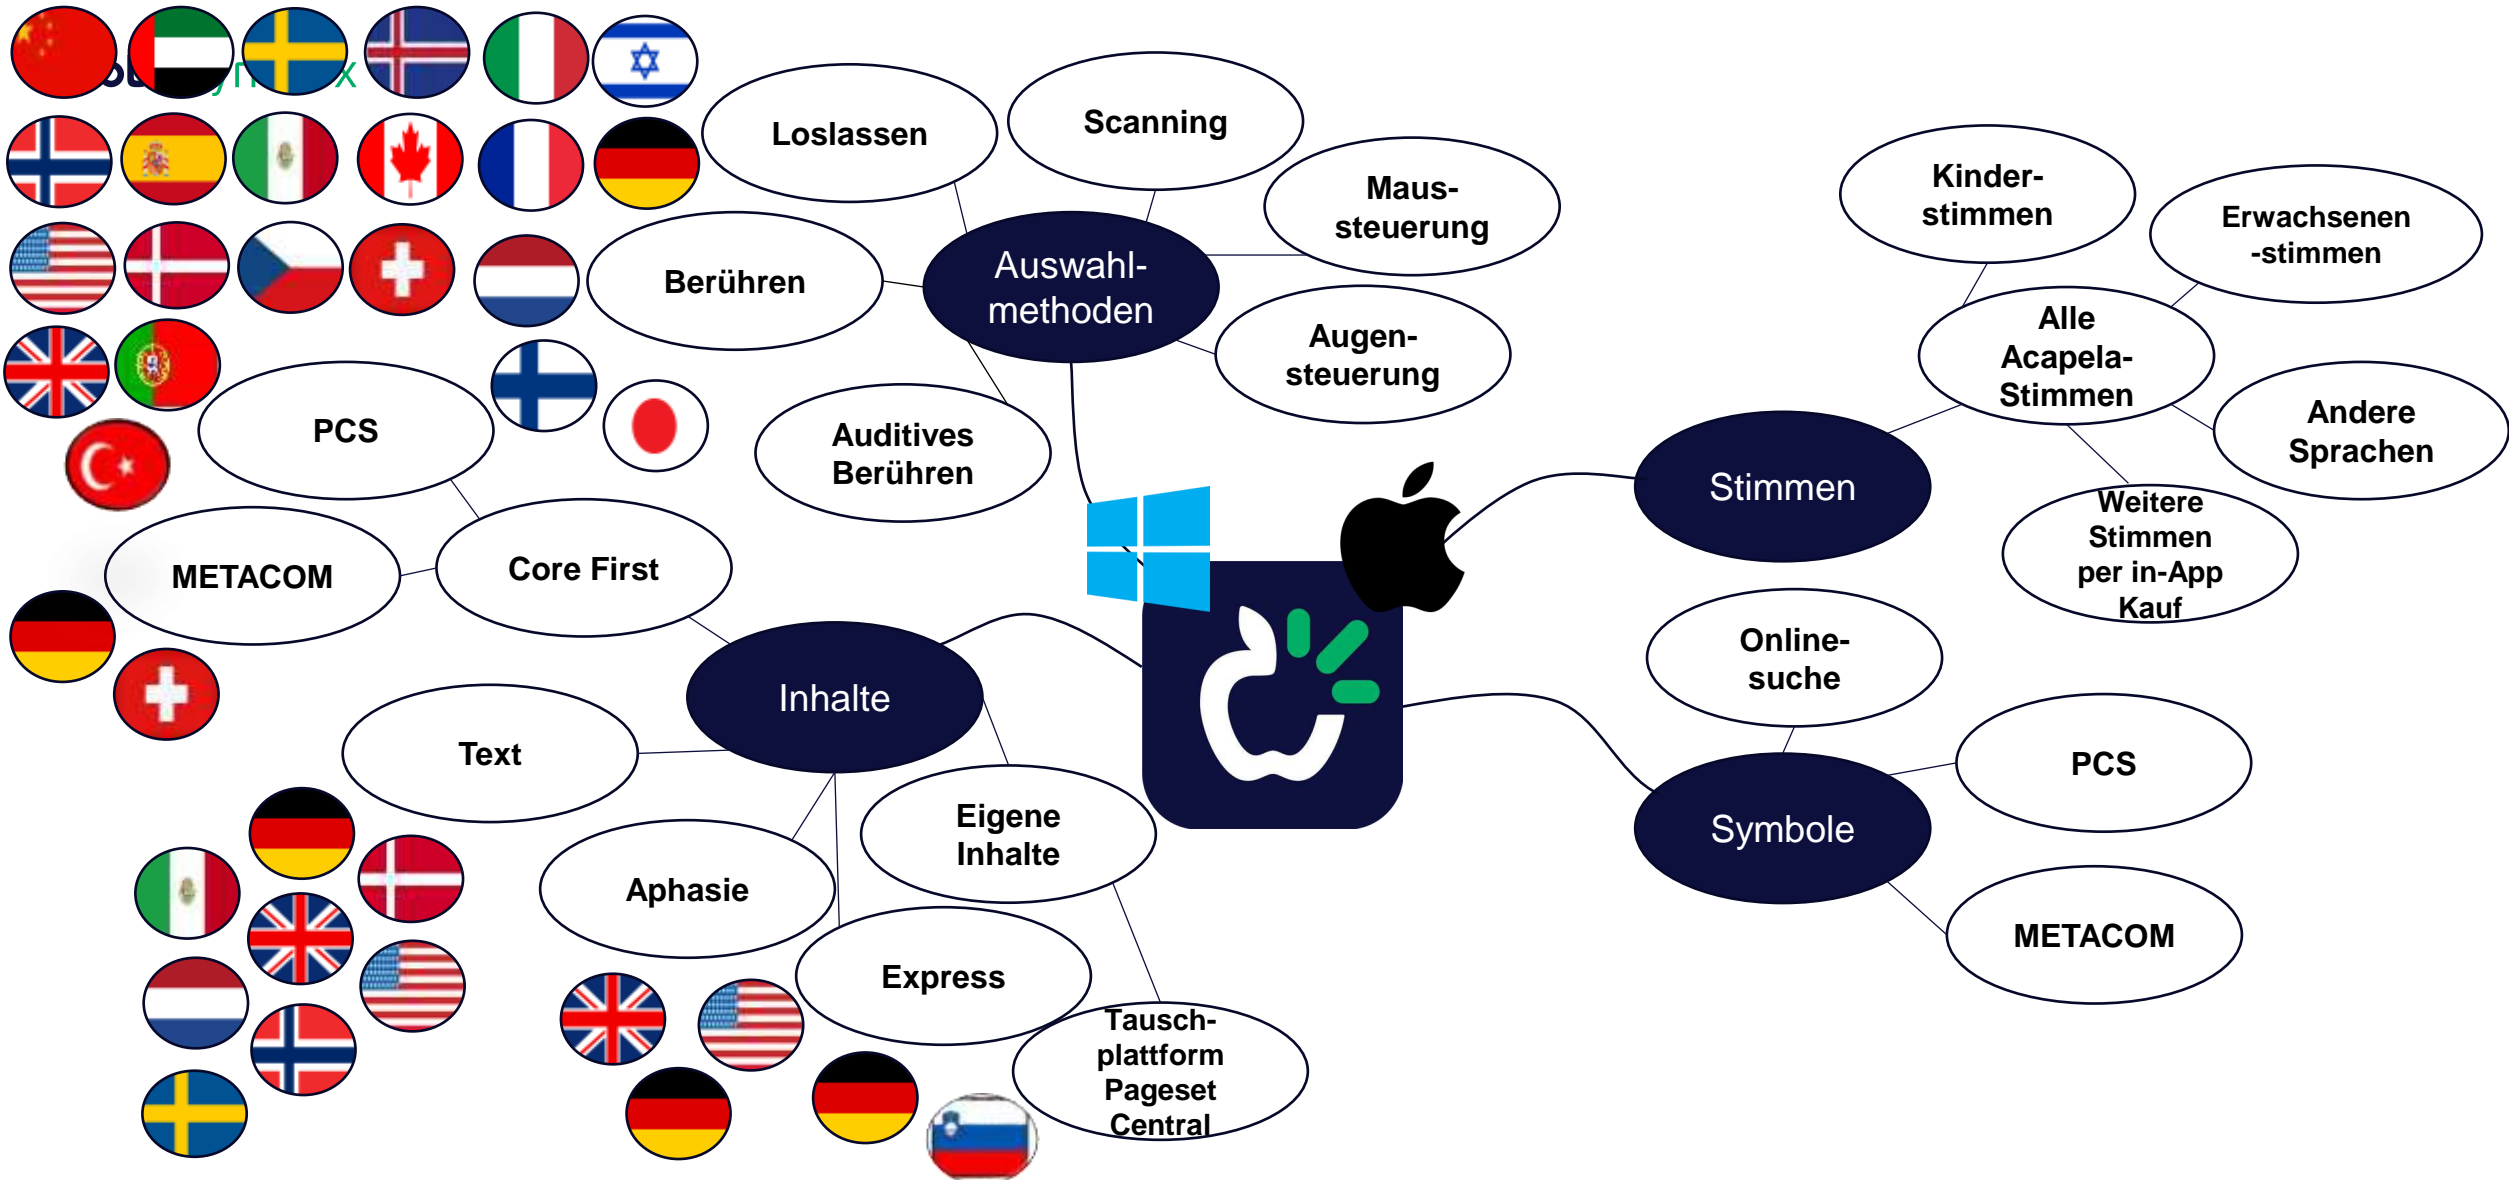 Loslassen
Scanning
Maus-
steuerung
Berühren
Auswahl-
methoden
Augen-
steuerung
Auditives
Berühren
Kinder-
stimmen
Erwachsenen
-stimmen
Alle
Acapela-
Stimmen
Andere
Sprachen
Stimmen
Weitere
Stimmen
per in-App
Kauf
PCS
METACOM
Core First
Inhalte
Text
Aphasie
Eigene
Inhalte
Express
Tausch-
plattform
Pageset
Central
Online-
suche
PCS
Symbole
METACOM